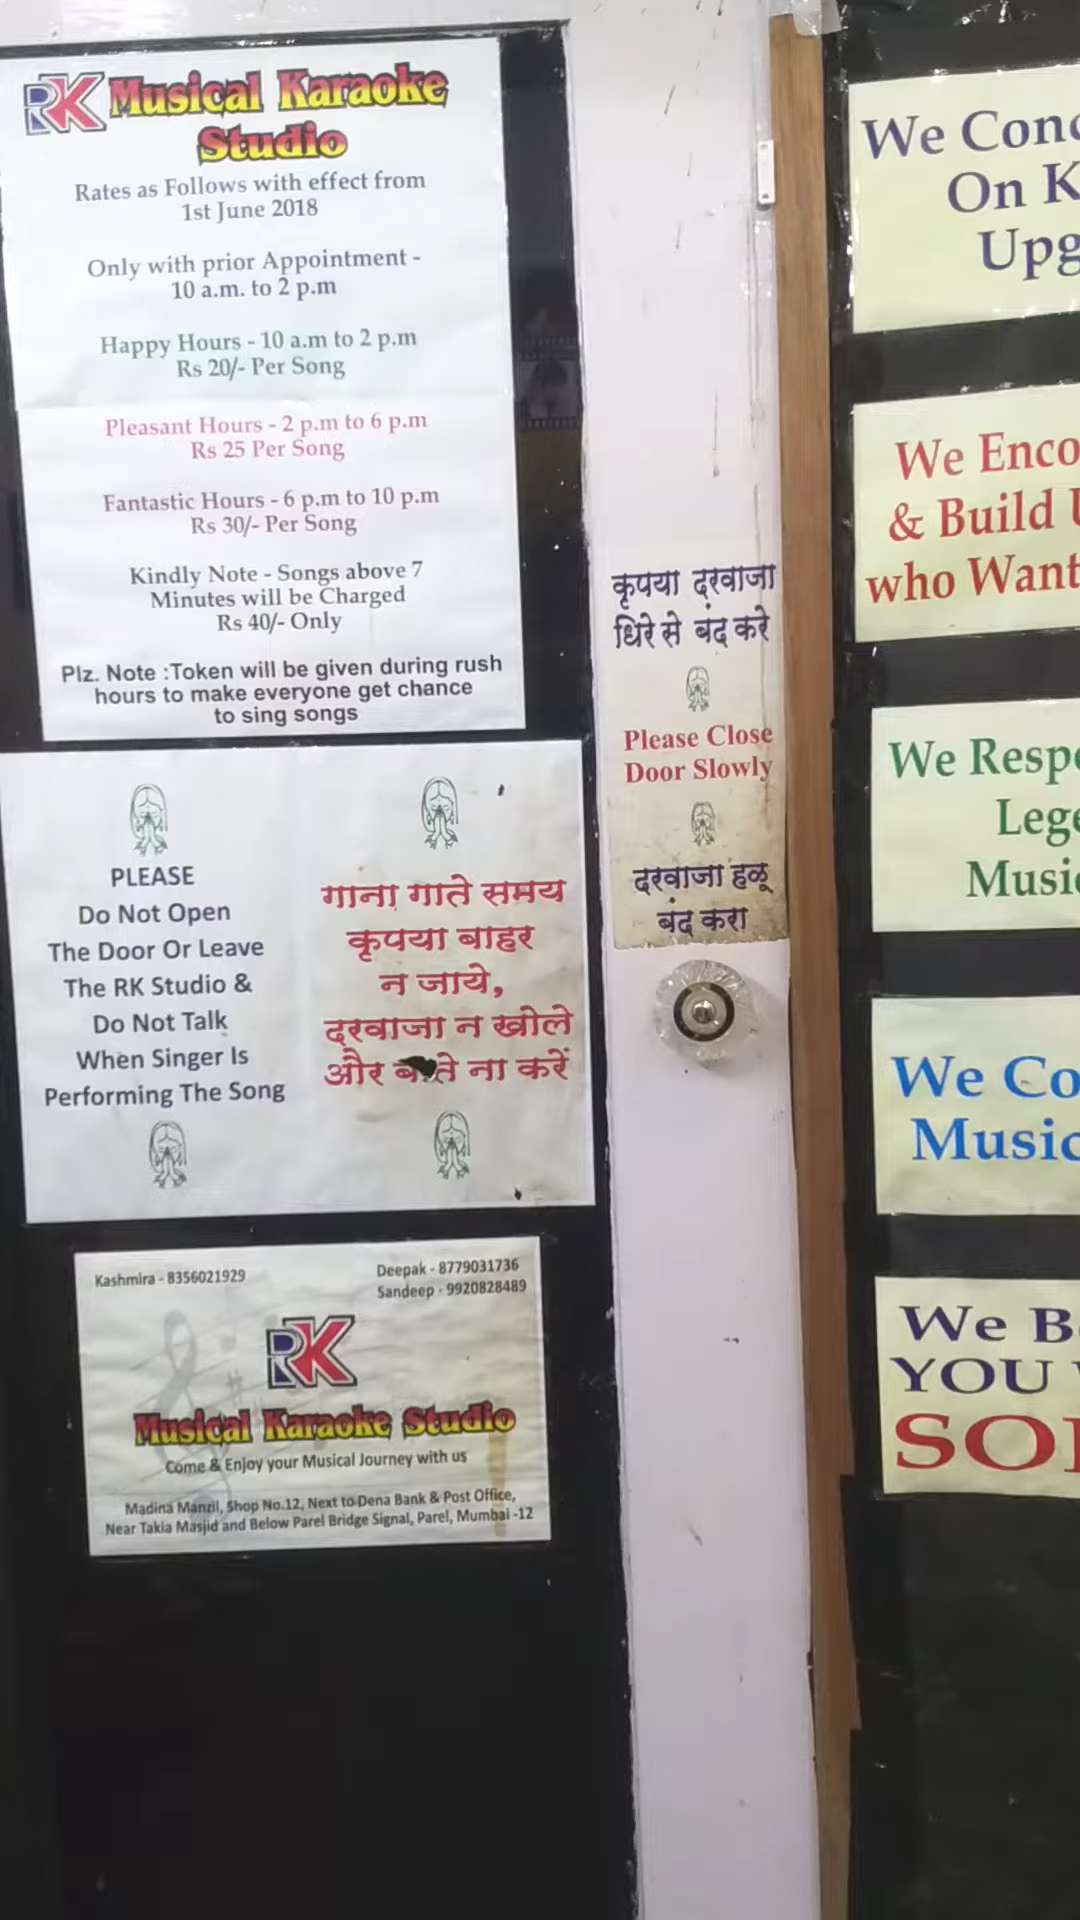 RK Musical Karaoke
Studio
Rates as Follows with effect from
1st June 2018
Only with prior Appointment -
10 a.m. to 2 p.m
Happy Hours - 10 a.m to 2 p.m
Rs 20/- Per Song
Pleasant Hours - 2 p.m to 6 p.m
Rs 25 Per Song
Fantastic Hours - 6 p.m to 10 p.m
Rs 30/- Per Song
Kindly Note - Songs above 7
Minutes will be Charged
Rs 40/- Only
Plz. Note :Token will be given during rush
hours to make everyone get chance
to sing songs
PLEASE
Do Not Open
The Door Or Leave
The RK Studio &
Do Not Talk
When Singer Is
Performing The Song
गाना गाते समय
कृपया बाहर
न जाये,
दरवाजा न खोले
और ना करें
Kashmira - 8356021929
Deepak - 8779031736
Sandeep - 9920828489
RK
Musical Karaoke Studio
Come & Enjoy your Musical Journey with us
Madina Manzil, Shop No.12, Next to Dena Bank & Post Office,
Near Takia Masjid and Below Parel Bridge Signal, Parel, Mumbai -12
कृपया दरवाजा
धिरे से बंद करे
Please Close
Door Slowly
दरवाजा हळू
बंद करा
We
On
We
& Build
who Want
We
We
Music
We
YOU